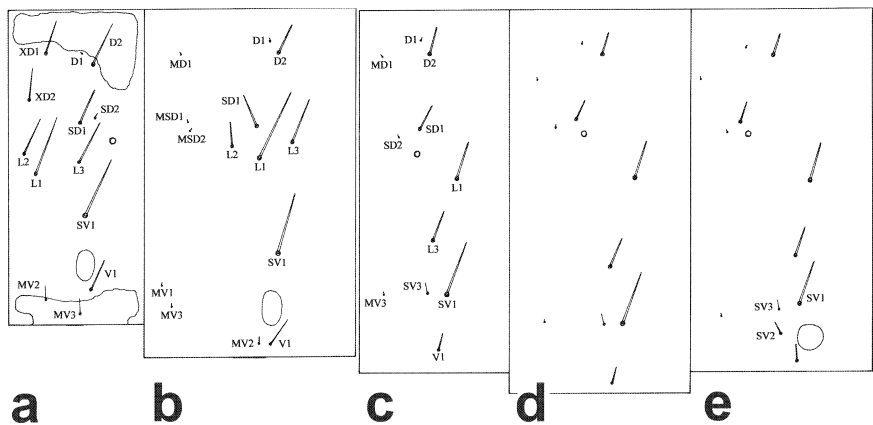 XD1 D1 D2
XD2
SD1 SD2
L2 L1 L3
SV1
V1
MV2 MV3
D1
MD1 D2
SD1
MSD1
MSD2
L2 L1 L3
SV1
MV1
MV3
MV2 V1
D1
MD1 D2
SD1
SD2
L1
L3
SV3
MV3 SV1
V1
SV3 SV1
SV2
a b c d e